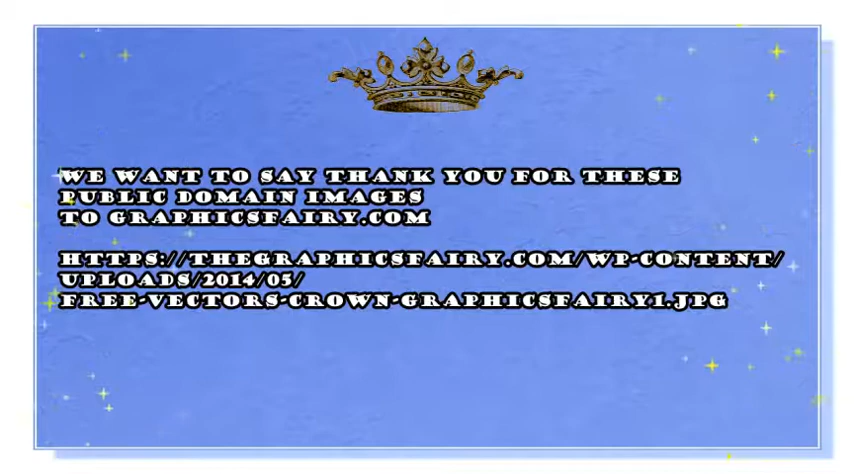 WE WANT TO SAY THANK YOU FOR THESE
PUBLIC DOMAIN IMAGES
TO GRAPHICSFAIRY.COM
HTTPS://THEGRAPHICSFAIRY.COM/WP-CONTENT/
UPLOADS/2014/05/
FREE-VECTORS-CROWN-GRAPHICSFAIRY1.JPG